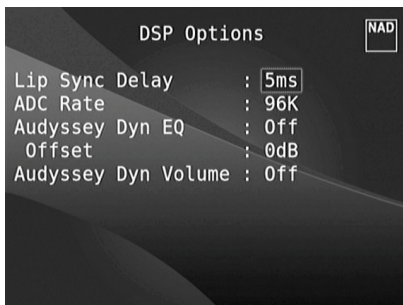 DSP Options
NAD
Lip Sync Delay : 5ms
ADC Rate : 96K
Audyssey Dyn EQ : Off
Offset : 0dB
Audyssey Dyn Volume : Off